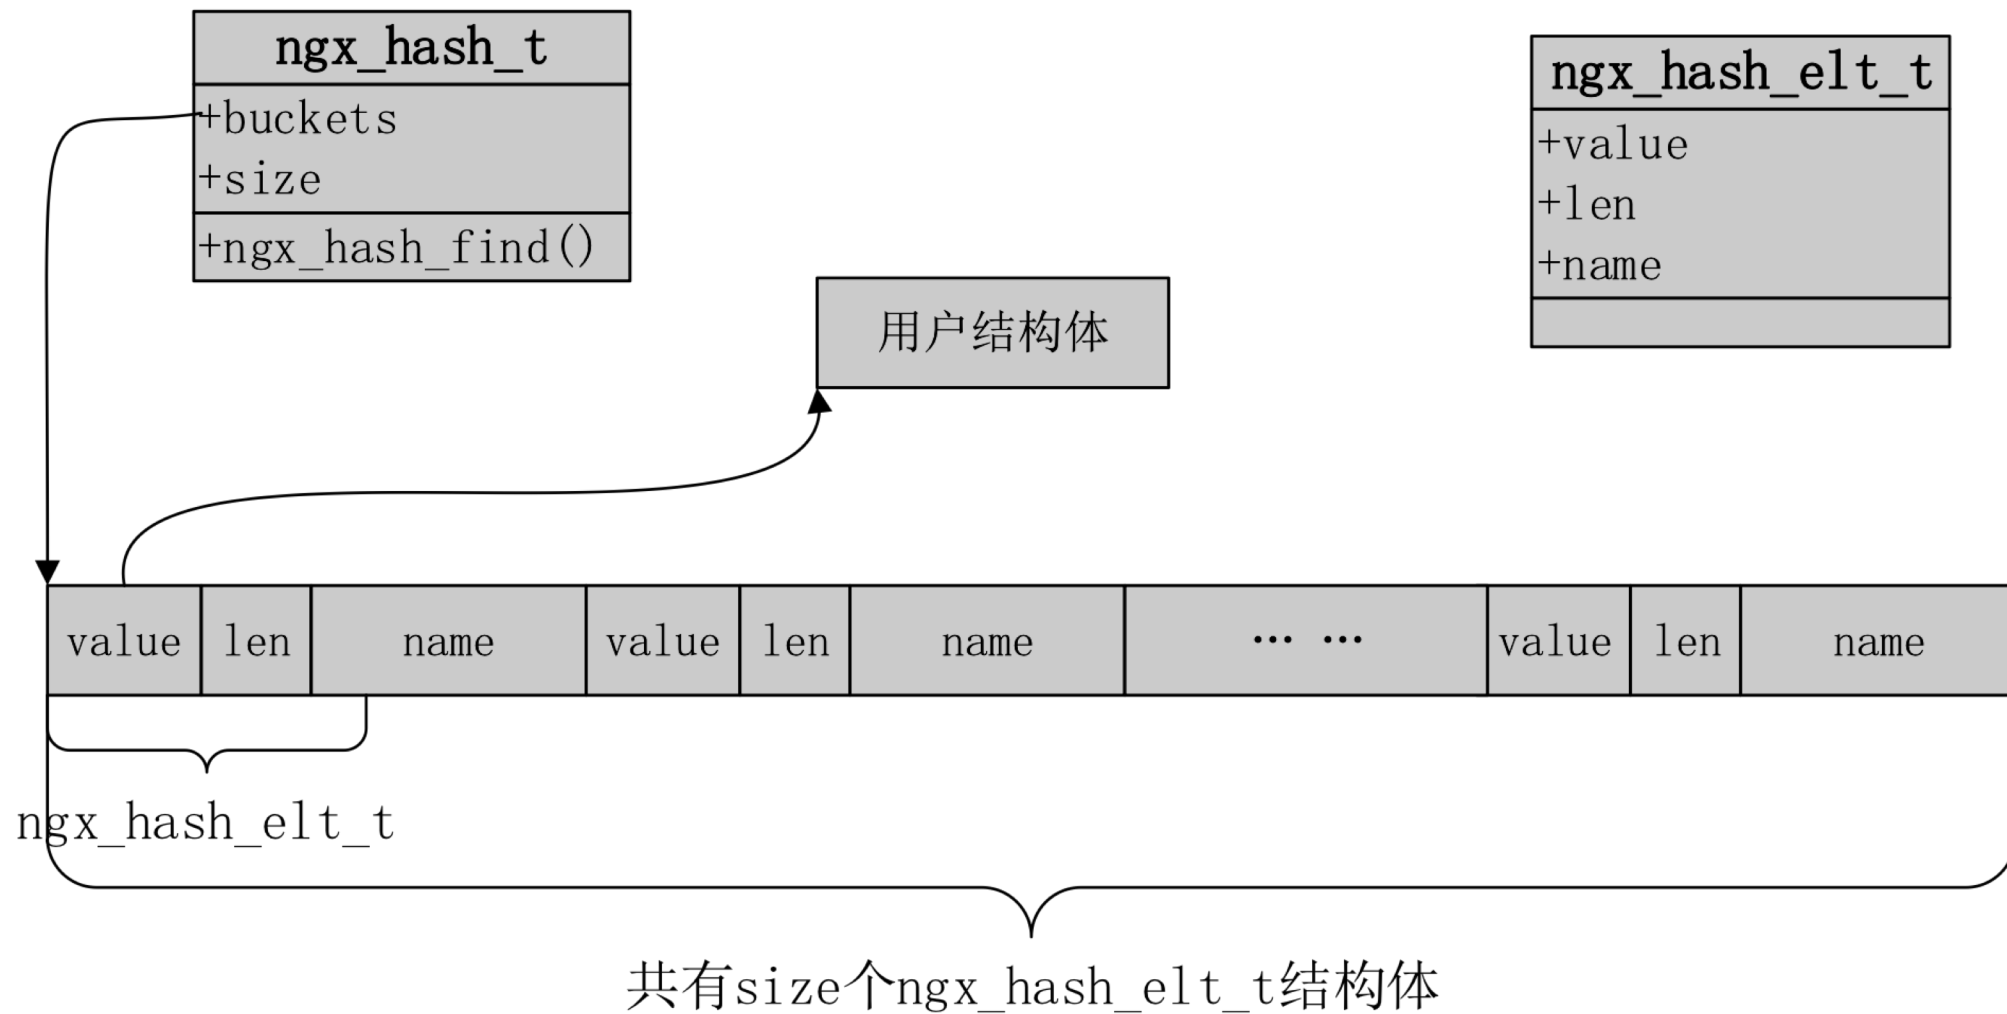 ngx_hash_t
+buckets
+size
+ngx_hash_find()
ngx_hash_elt_t
+value
+len
+name
用户结构体
value len name value len name … … value len name
ngx_hash_elt_t
共有size个ngx_hash_elt_t结构体